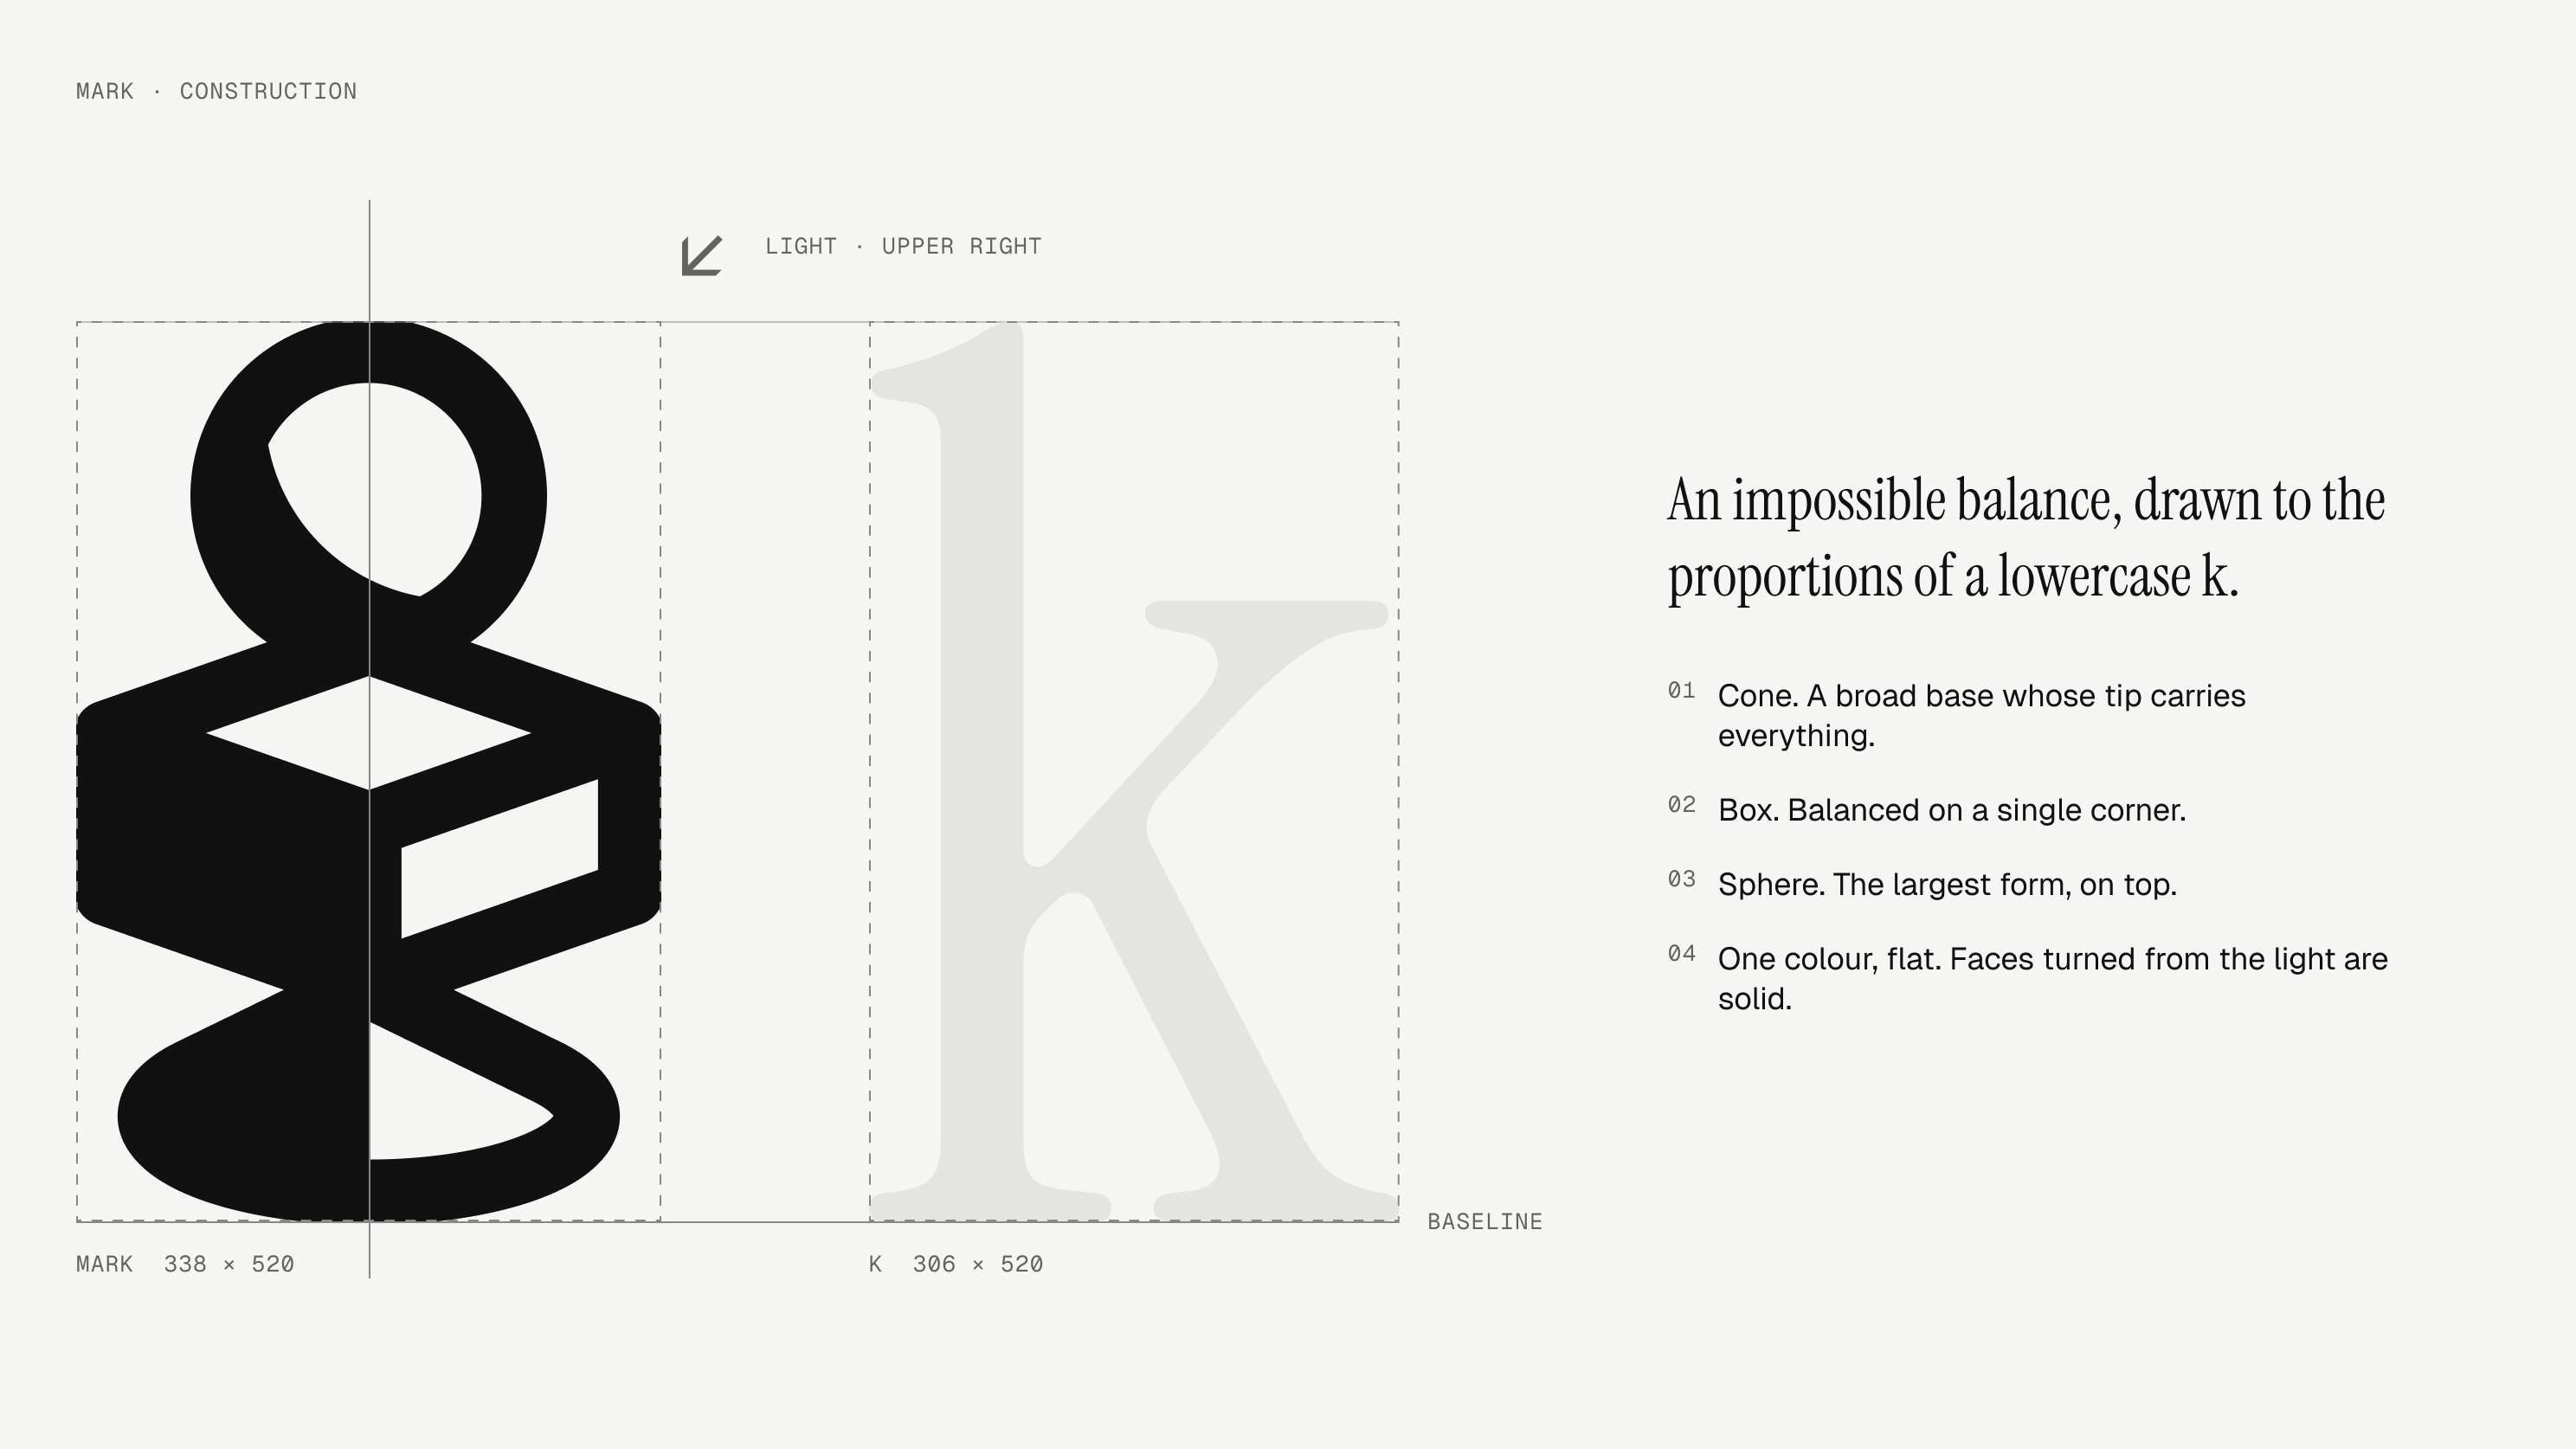 MARK · CONSTRUCTION
LIGHT · UPPER RIGHT
k
BASELINE
MARK 338 × 520
K 306 × 520
An impossible balance, drawn to the
proportions of a lowercase k.
01 Cone. A broad base whose tip carries
everything.
02 Box. Balanced on a single corner.
03 Sphere. The largest form, on top.
04 One colour, flat. Faces turned from the light are
solid.